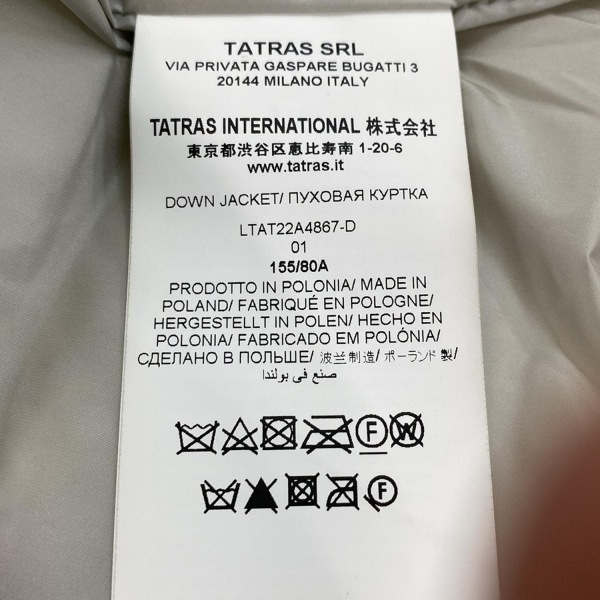 TATRAS SRL
VIA PRIVATA GASPARE BUGATTI 3
20144 MILANO ITALY
TATRAS INTERNATIONAL 株式会社
東京都渋谷区恵比寿南 1-20-6
www.tatras.it
DOWN JACKET/ ПУХОВАЯ КУРТКА
LTAT22A4867-D
01
155/80A
PRODOTTO IN POLONIA/ MADE IN
POLAND/ FABRIQUÉ EN POLOGNE/
HERGESTELLT IN POLEN/ HECHO EN
POLONIA/ FABRICADO EM POLÓNIA/
СДЕЛАНО В ПОЛЬШЕ/ 波兰制造/ ポーランド製/
صنع في بولندا/
F W
F